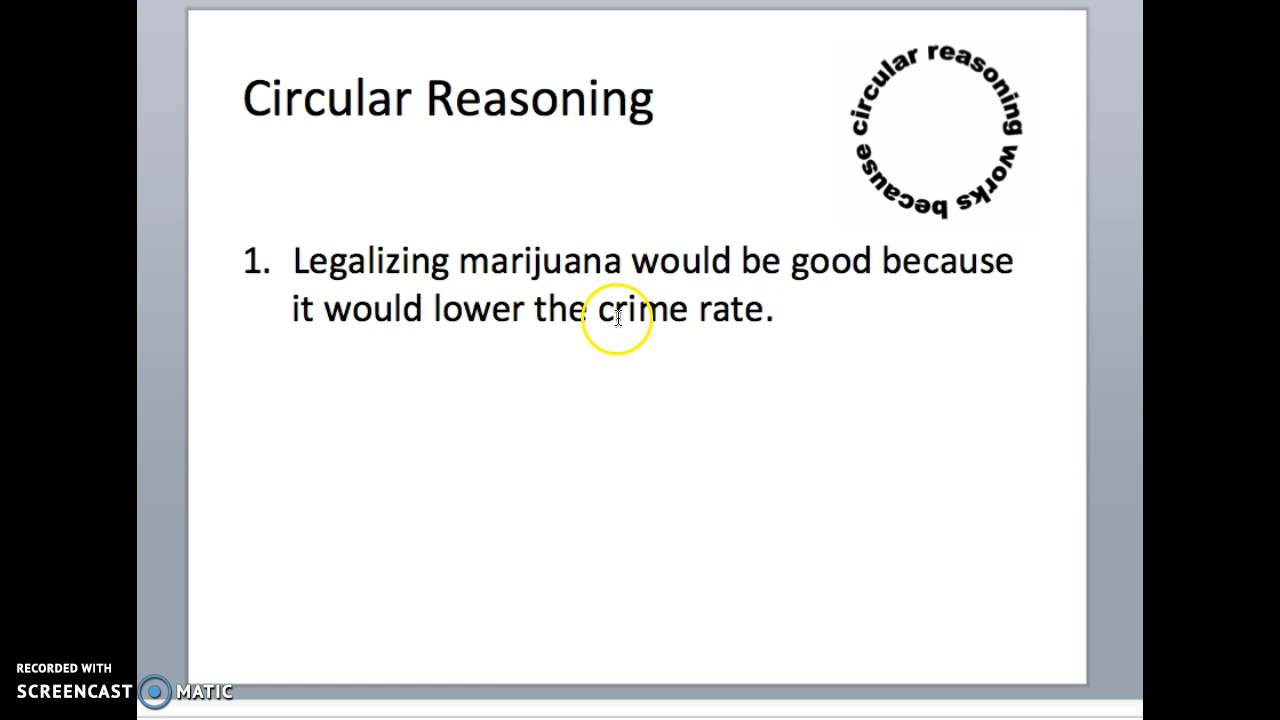 Circular Reasoning
circular reasoning works because
1. Legalizing marijuana would be good because
it would lower the crime rate.
RECORDED WITH
SCREENCAST MATIC